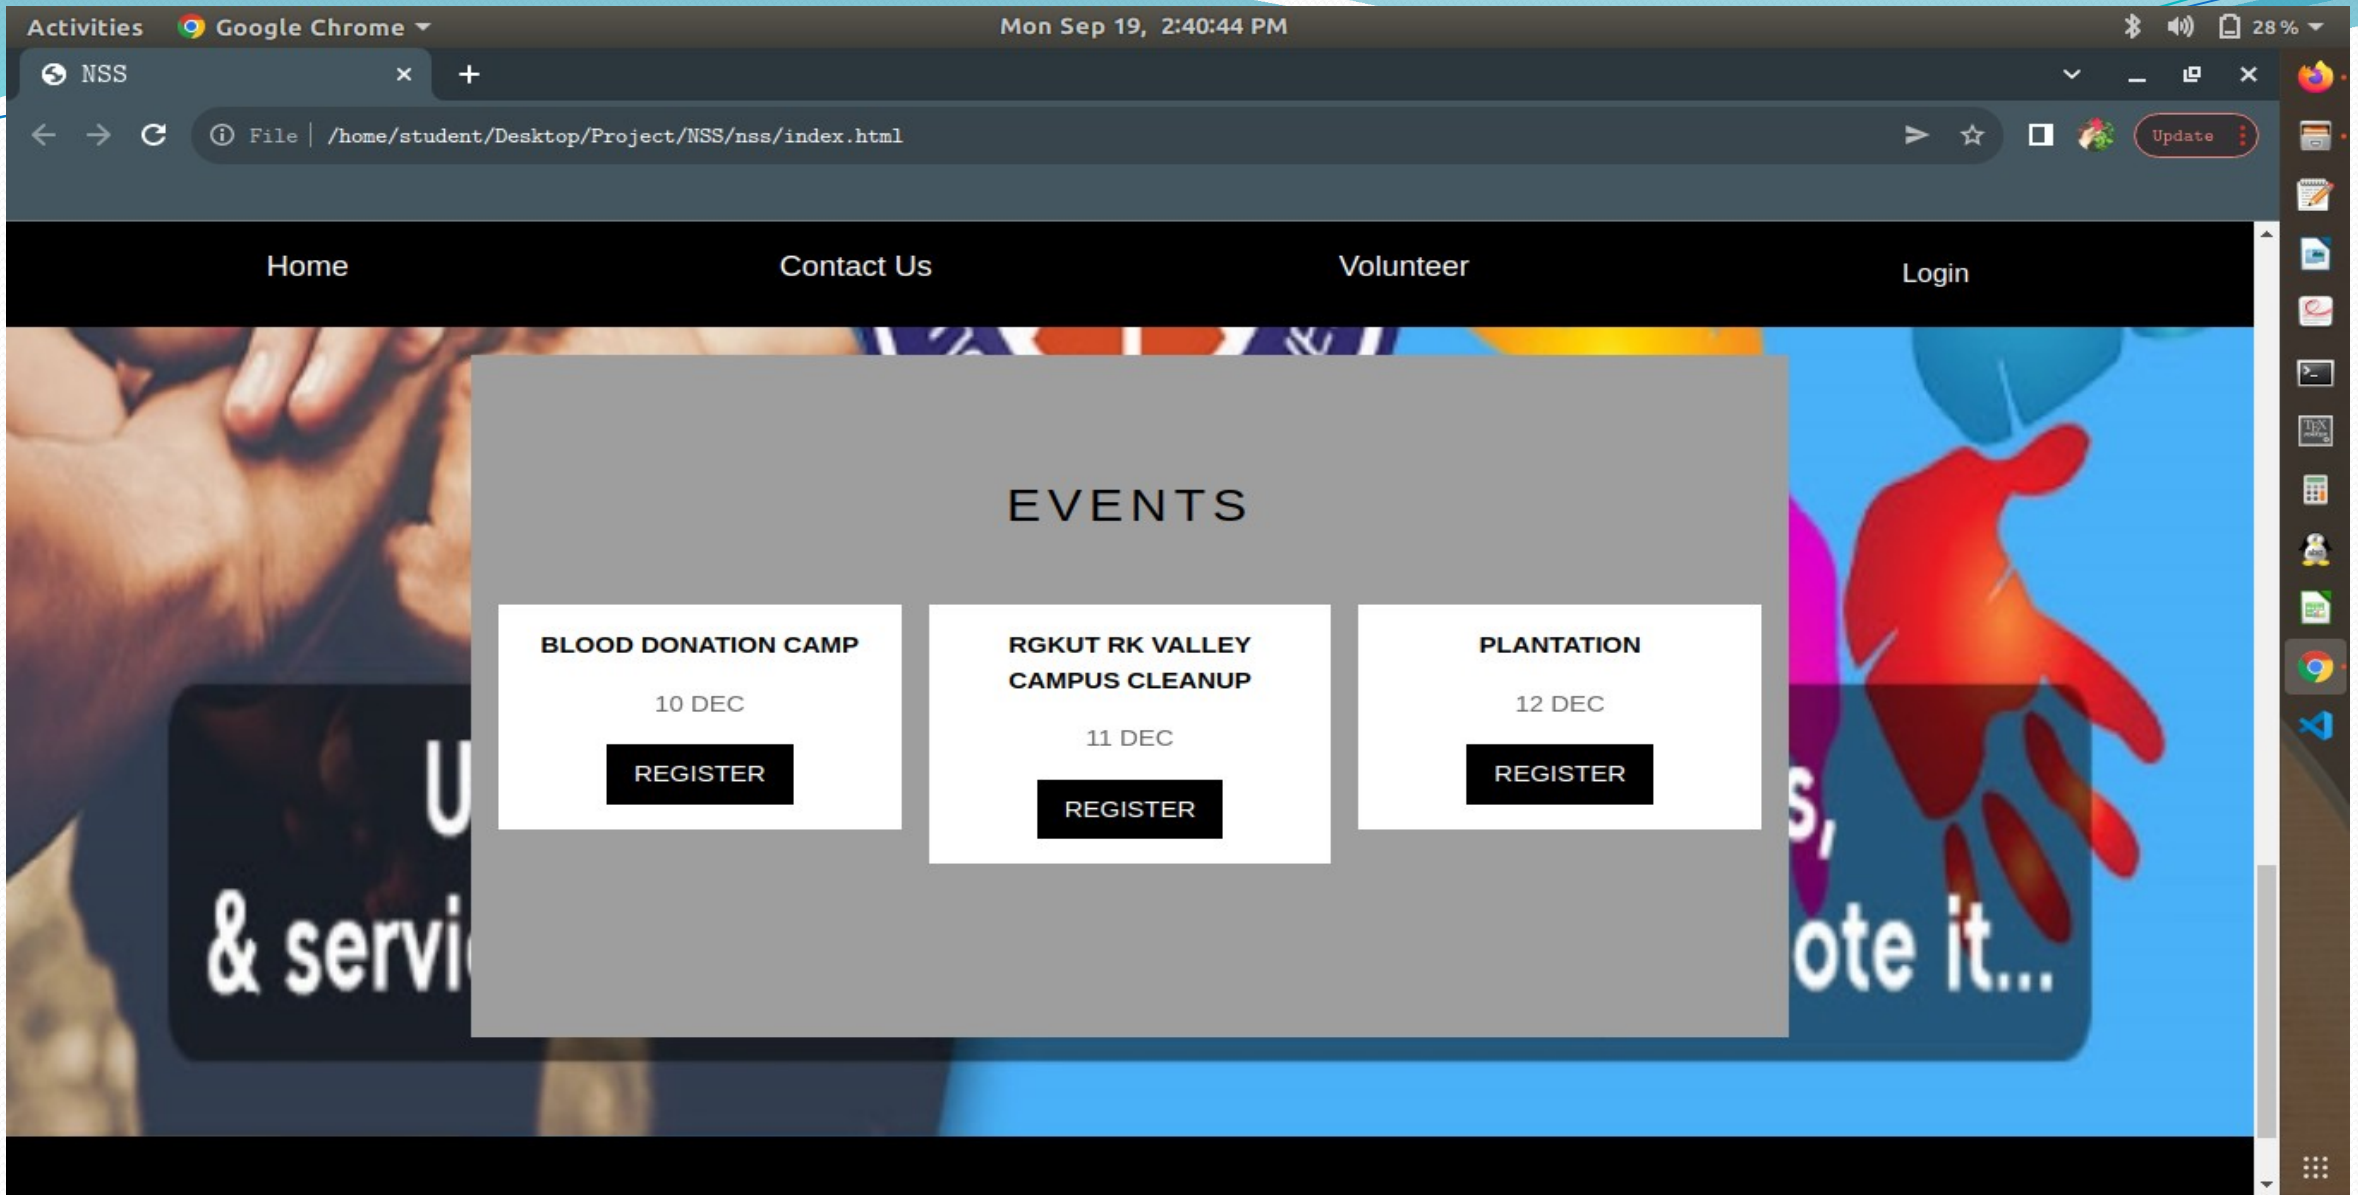 Activities Google Chrome Mon Sep 19, 2:40:44 PM 28%
NSS
File /home/student/Desktop/Project/NSS/nss/index.html Update
Home Contact Us Volunteer Login
EVENTS
BLOOD DONATION CAMP
10 DEC
REGISTER
RGKUT RK VALLEY
CAMPUS CLEANUP
11 DEC
REGISTER
PLANTATION
12 DEC
REGISTER
& ote it...